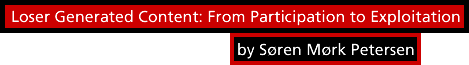 Loser Generated Content: From Participation to Exploitation
by Søren Mørk Petersen